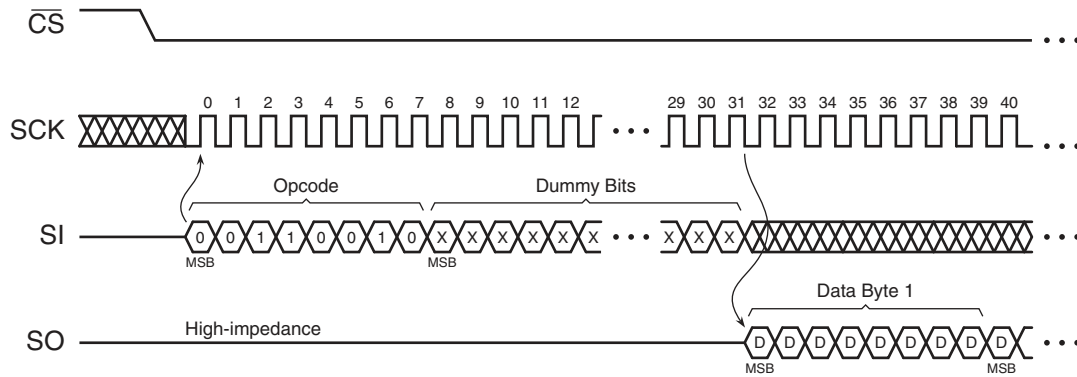 CS
0 1 2 3 4 5 6 7 8 9 10 11 12 29 30 31 32 33 34 35 36 37 38 39 40
SCK
Opcode Dummy Bits
SI 0 0 1 1 0 0 1 0 X X X X X X X X X
MSB MSB
Data Byte 1
High-impedance
SO D D D D D D D D D
MSB MSB